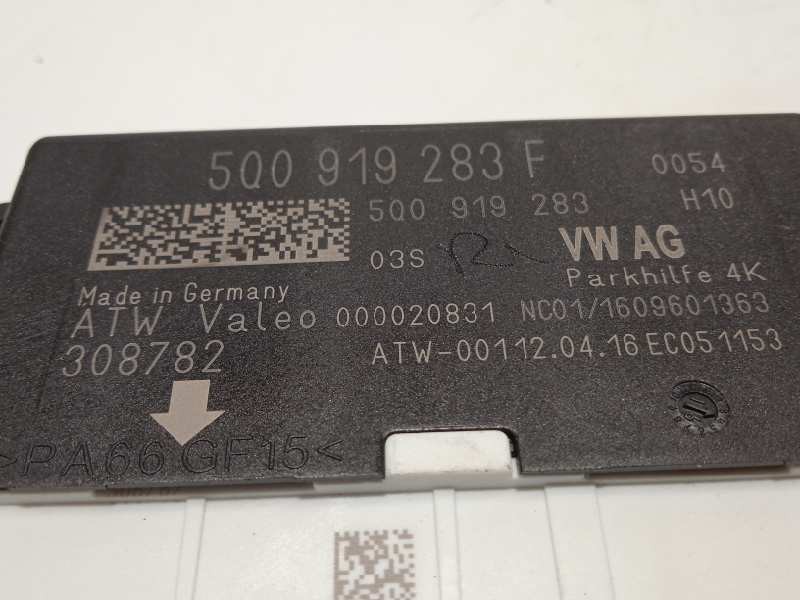 5Q0 919 283 F 0054
5Q0 919 283 H10
03S VW AG
Parkhilfe 4K
Made in Germany
ATW Valeo 000020831 NC01/1609601363
308782 ATW-00112.04.16 EC051153
>PA66 GF15<